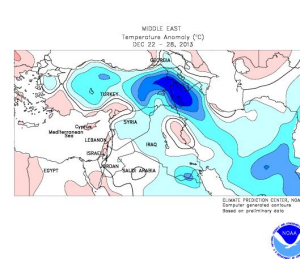 MIDDLE EAST
Temperature Anomaly (°C)
DEC 22 - 28, 2013
GEORGIA
TURKEY
Cyprus
SYRIA
Mediterranean
Sea
LEBANON
IRAQ
ISRAEL
JORDAN
EGYPT
SAUDI ARABIA
CLIMATE PREDICTION CENTER, NOAA
Computer generated contours
Based on preliminary data
NOAA